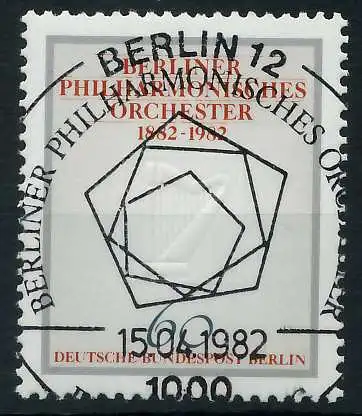 BERLIN 12
BERLINER PHILHARMONISCHES ORCHESTER
BERLINER
PHILHARMONISCHES
ORCHESTER
1882-1982
60
15.04.1982
DEUTSCHE BUNDESPOST BERLIN
1000